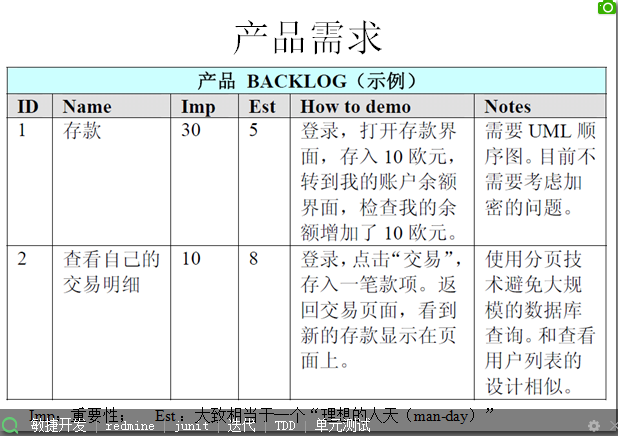 产品需求
产品 BACKLOG（示例）
ID Name Imp Est How to demo Notes
1 存款 30 5 登录，打开存款界 需要 UML 顺
面，存入 10 欧元， 序图。目前不
转到我的账户余额 需要考虑加
界面，检查我的余 密的问题。
额增加了 10 欧元。
2 查看自己的 10 8 登录，点击“交易”， 使用分页技
交易明细 存入一笔款项。返 术避免大规
回交易页面，看到 模的数据库
新的存款显示在页 查询。和查看
面上。 用户列表的
设计相似。
Imp：重要性； Est：大致相当于一个“理想的人天（man-day）”
敏捷开发 | redmine | junit | 迭代 | TDD | 单元测试